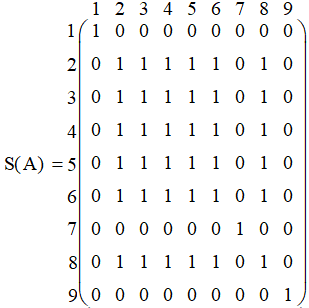 1 2 3 4 5 6 7 8 9
1 1 0 0 0 0 0 0 0 0
2 0 1 1 1 1 1 0 1 0
3 0 1 1 1 1 1 0 1 0
4 0 1 1 1 1 1 0 1 0
S(A) = 5 0 1 1 1 1 1 0 1 0
6 0 1 1 1 1 1 0 1 0
7 0 0 0 0 0 0 1 0 0
8 0 1 1 1 1 1 0 1 0
9 0 0 0 0 0 0 0 0 1